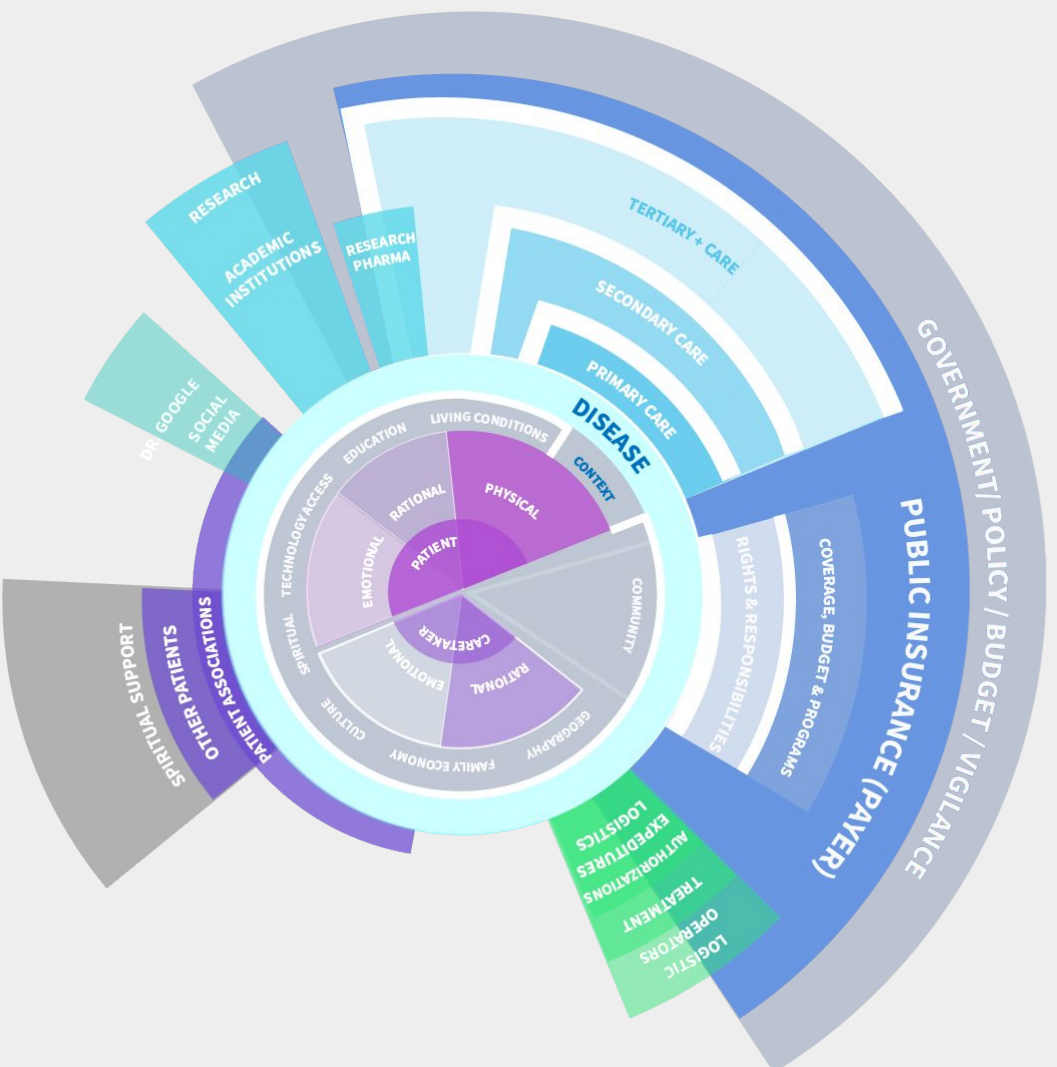 GOVERNMENT/ POLICY / BUDGET / VIGILANCE
PUBLIC INSURANCE (PAYER)
COVERAGE, BUDGET & PROGRAMS
RIGHTS & RESPONSIBILITIES
TERTIARY + CARE
SECONDARY CARE
PRIMARY CARE
DISEASE
CONTEXT
RESEARCH
ACADEMIC
INSTITUTIONS
RESEARCH
PHARMA
DR. GOOGLE
SOCIAL
MEDIA
LIVING CONDITIONS
EDUCATION
ACCESS
TECHNOLOGY
SPIRITUAL
CULTURE
FAMILY ECONOMY
GEOGRAPHY
COMMUNITY
PHYSICAL
RATIONAL
EMOTIONAL
PATIENT
CARETAKER
EMOTIONAL
RATIONAL
PATIENT ASSOCIATIONS
OTHER PATIENTS
SPIRITUAL SUPPORT
LOGISTICS
EXPEDITURES
AUTHORIZATIONS
TREATMENT
OPERATORS
LOGISTIC